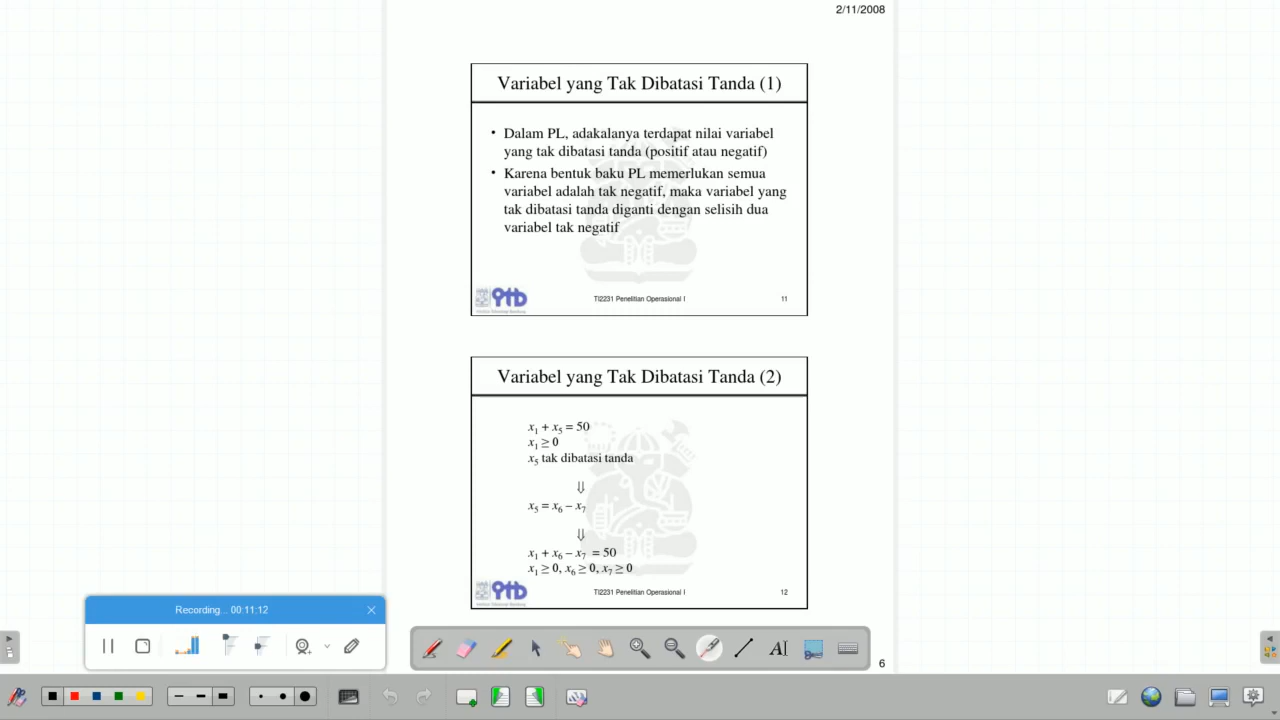 2/11/2008
Variabel yang Tak Dibatasi Tanda (1)
• Dalam PL, adakalanya terdapat nilai variabel
yang tak dibatasi tanda (positif atau negatif)
• Karena bentuk baku PL memerlukan semua
variabel adalah tak negatif, maka variabel yang
tak dibatasi tanda diganti dengan selisih dua
variabel tak negatif
TI2231 Penelitian Operasional I
11
Variabel yang Tak Dibatasi Tanda (2)
x₁ + x₅ = 50
x₁ ≥ 0
x₅ tak dibatasi tanda
⇓
x₅ = x₆ – x₇
⇓
x₁ + x₆ – x₇ = 50
x₁ ≥ 0, x₆ ≥ 0, x₇ ≥ 0
TI2231 Penelitian Operasional I
12
Recording... 00:11:12
6